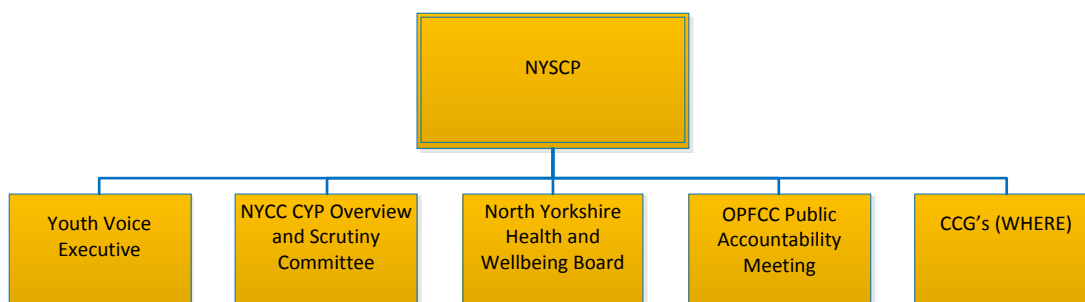 NYSCP
Youth Voice
Executive
NYCC CYP Overview
and Scrutiny
Committee
North Yorkshire
Health and
Wellbeing Board
OPFCC Public
Accountability
Meeting
CCG’s (WHERE)